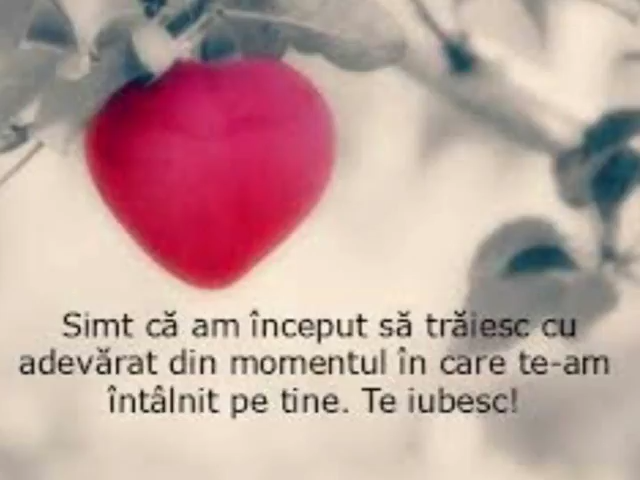 Simt că am început să trăiesc cu
adevărat din momentul în care te-am
întâlnit pe tine. Te iubesc!